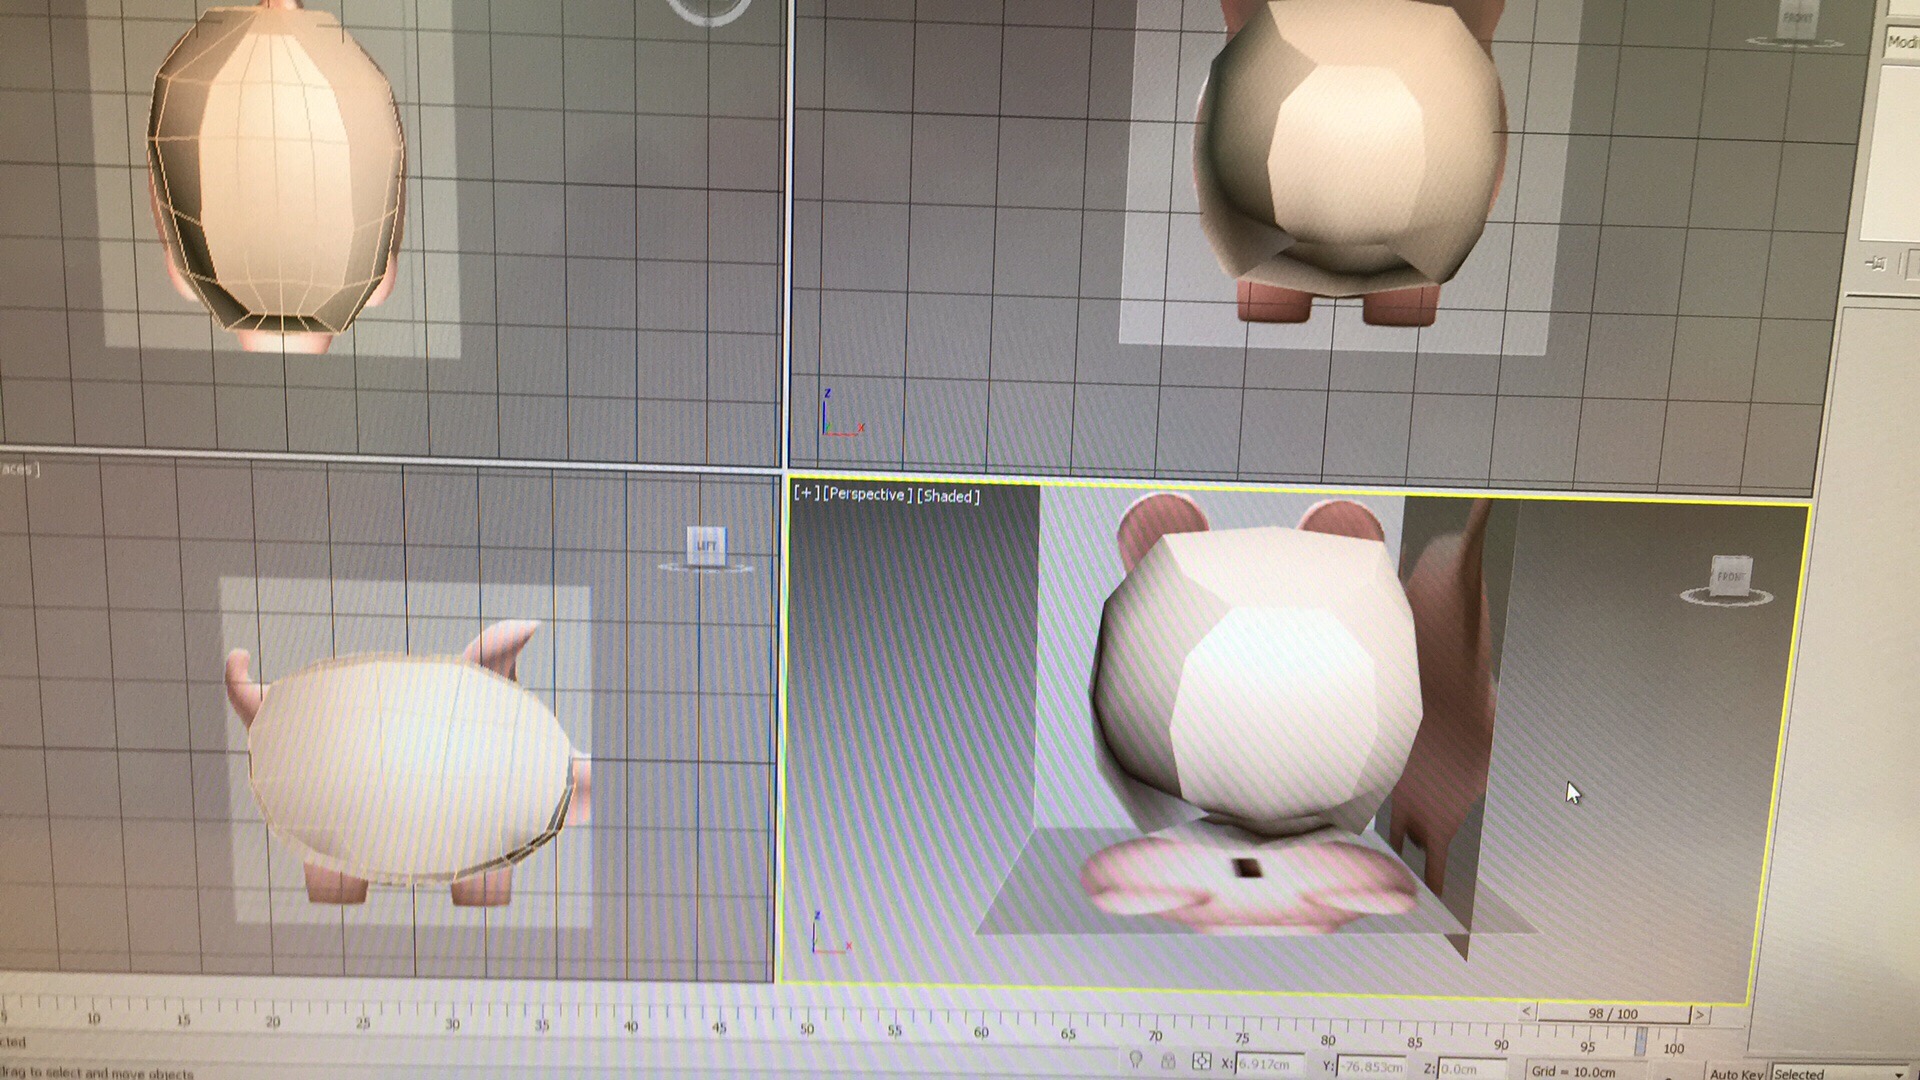 FRONT
Modi
aces ]
LEFT
[ + ] [Perspective ] [Shaded ]
FRONT
z
x
z
x
5 10 15 20 25 30 35 40 45 50 55 60 65 70 75 80 85 90 95 100
< 98 / 100 >
cted
X: 6.917cm Y: -76.853cm Z: 0.0cm Grid = 10.0cm
drag to select and move objects
Auto Key Selected